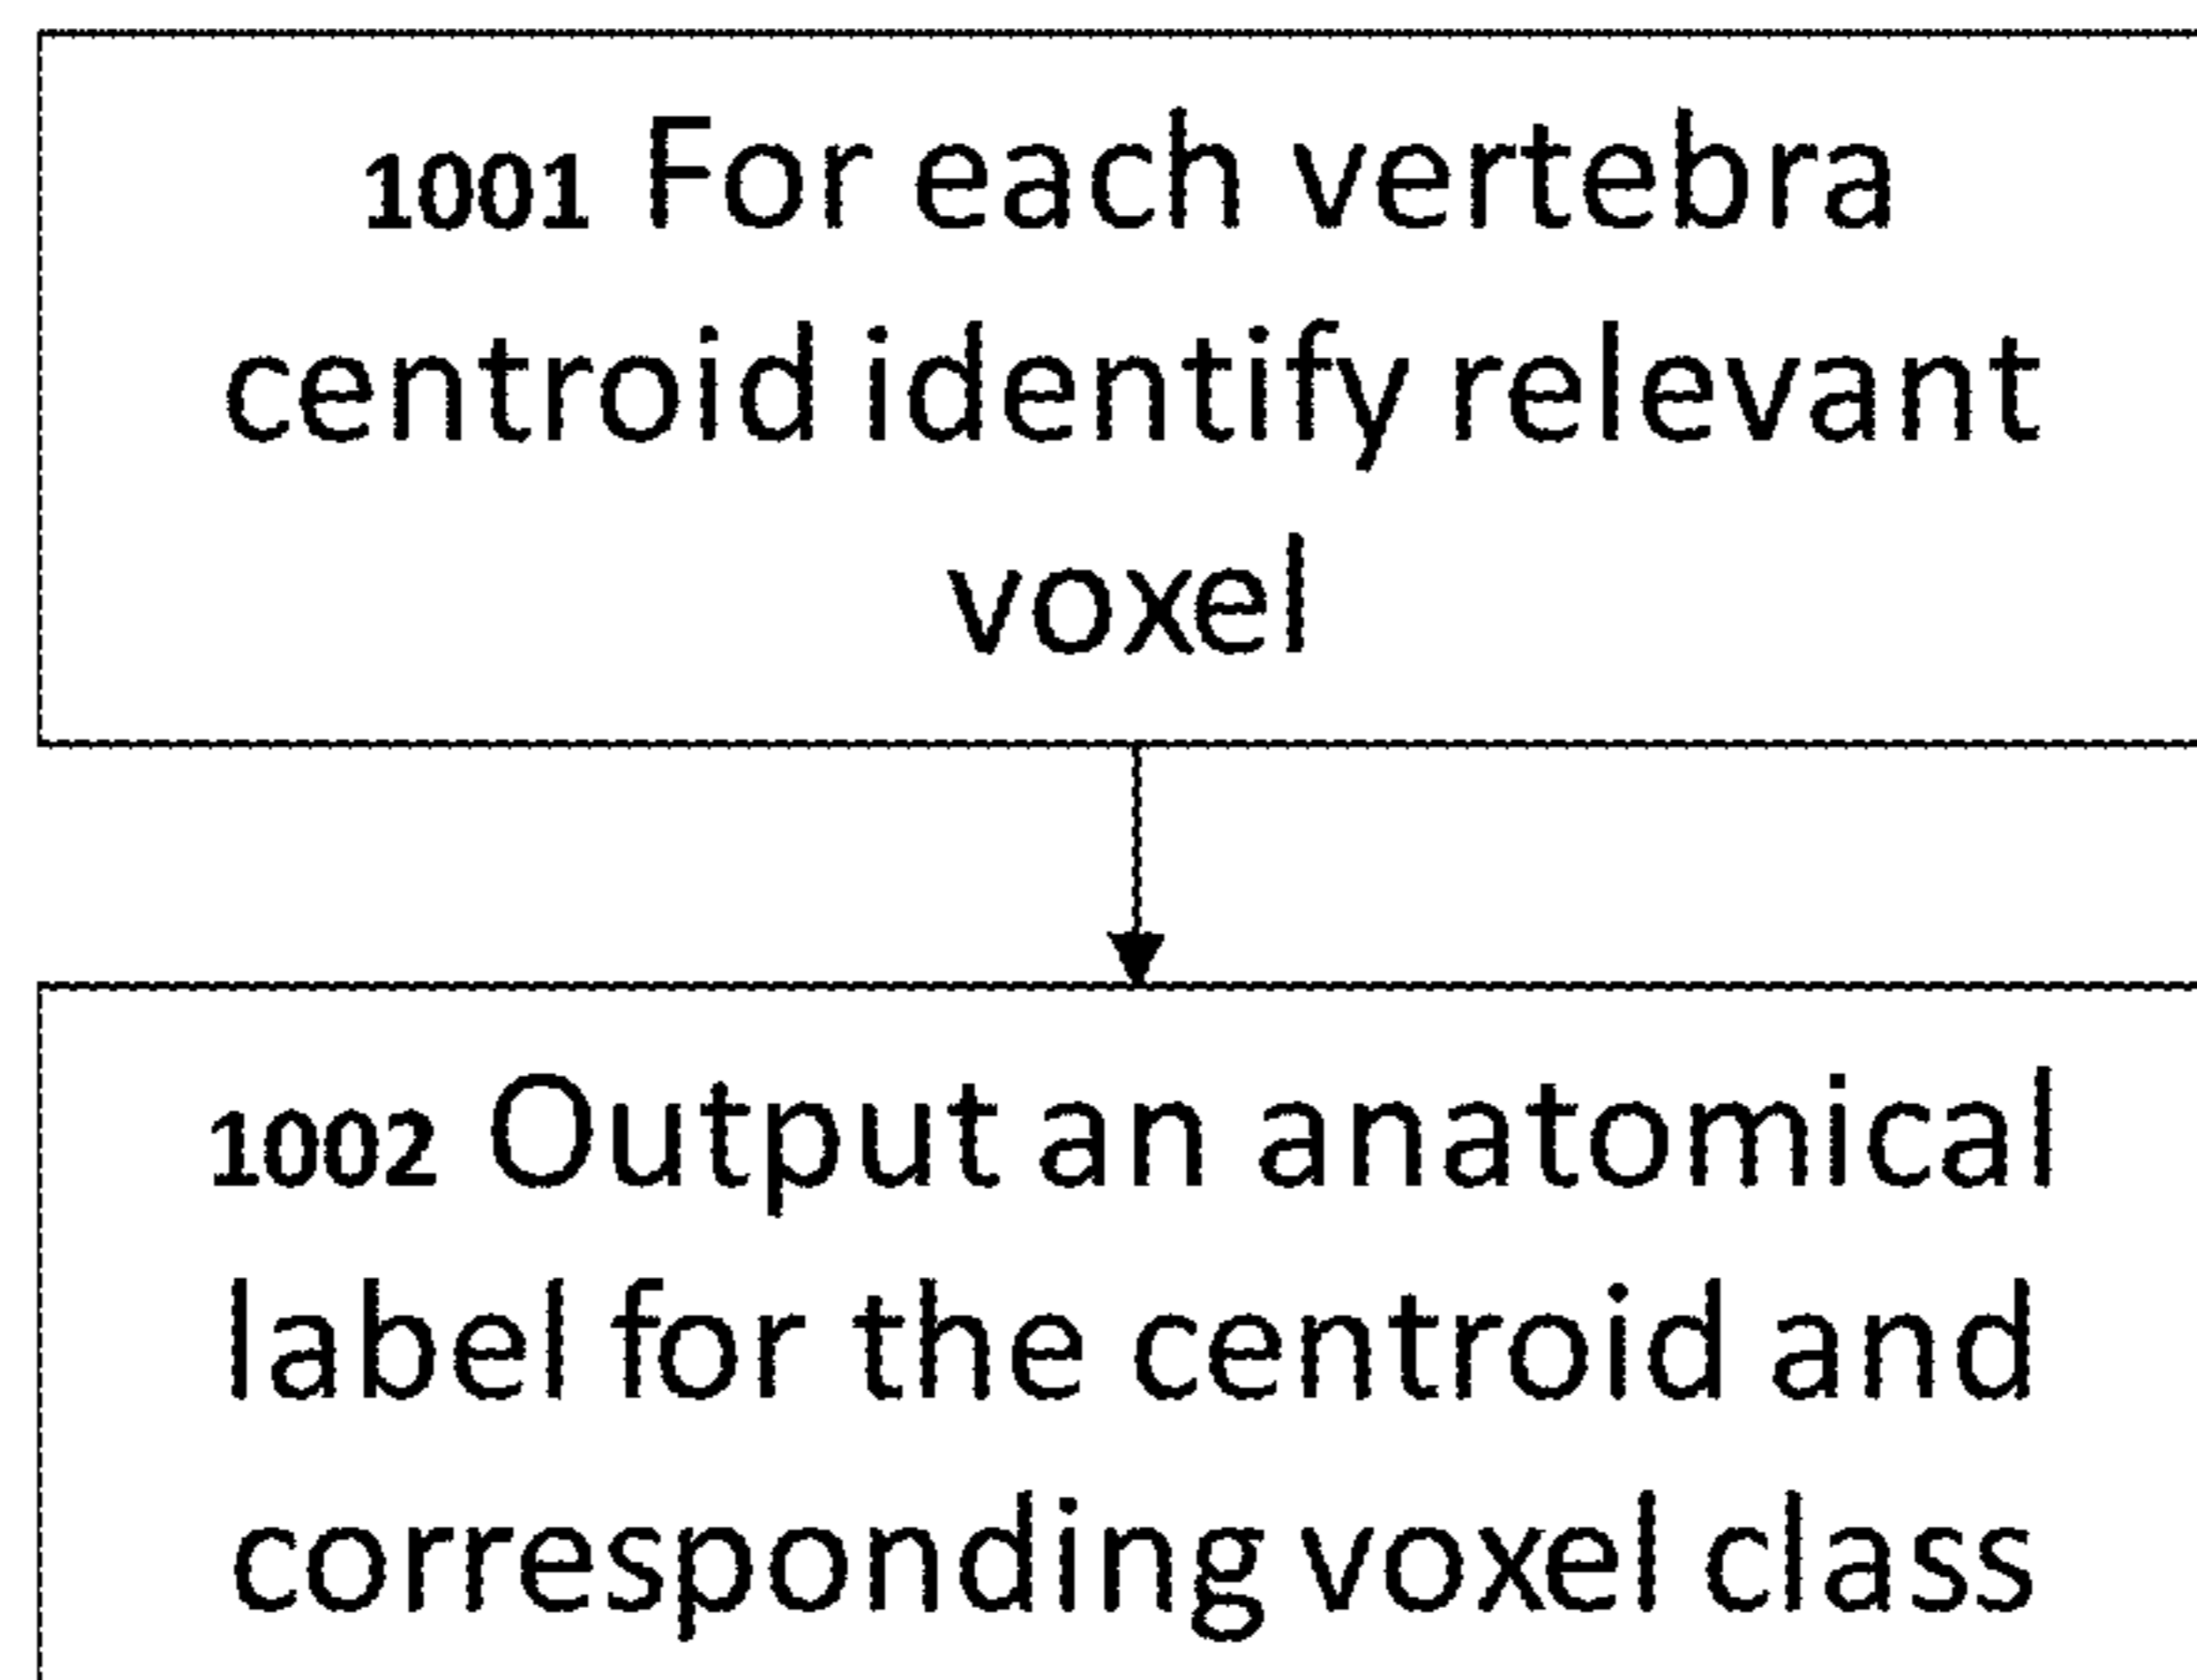 1001 For each vertebra
centroid identify relevant
voxel
1002 Output an anatomical
label for the centroid and
corresponding voxel class